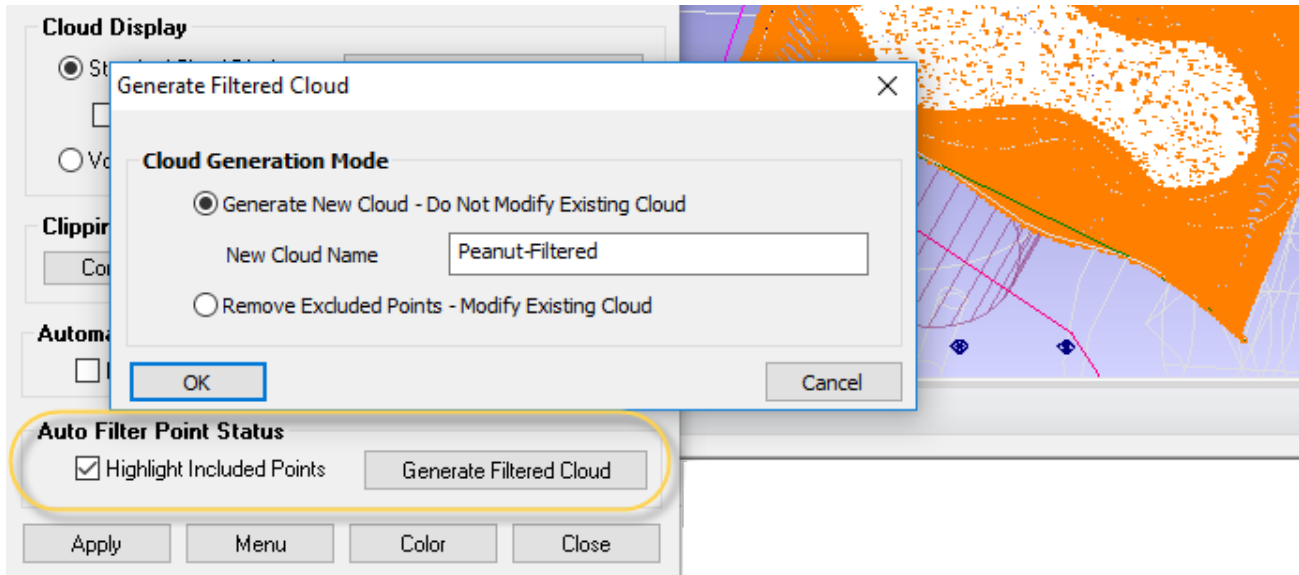 Cloud Display
Generate Filtered Cloud
Cloud Generation Mode
Generate New Cloud - Do Not Modify Existing Cloud
New Cloud Name
Peanut-Filtered
Remove Excluded Points - Modify Existing Cloud
OK
Cancel
Auto Filter Point Status
Highlight Included Points
Generate Filtered Cloud
Apply
Menu
Color
Close